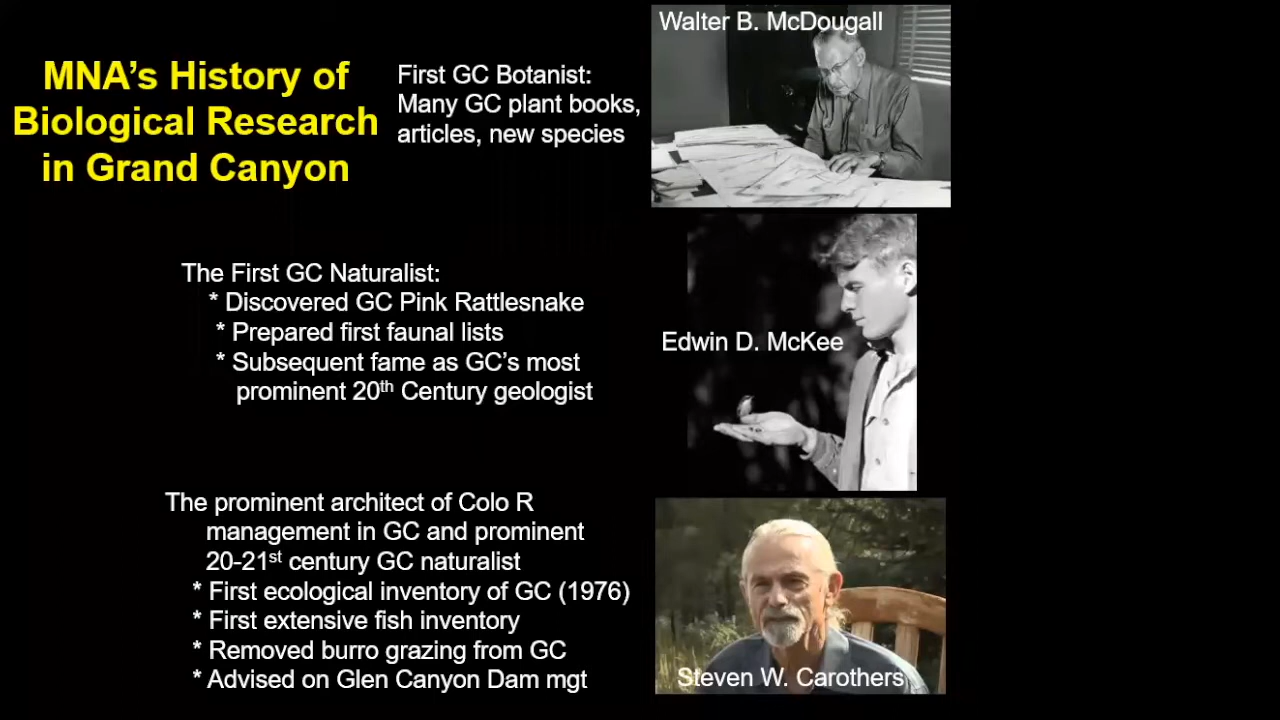 MNA's History of
Biological Research
in Grand Canyon
First GC Botanist:
Many GC plant books,
articles, new species
Walter B. McDougall
The First GC Naturalist:
* Discovered GC Pink Rattlesnake
* Prepared first faunal lists
* Subsequent fame as GC's most
prominent 20th Century geologist
Edwin D. McKee
The prominent architect of Colo R
management in GC and prominent
20-21st century GC naturalist
* First ecological inventory of GC (1976)
* First extensive fish inventory
* Removed burro grazing from GC
* Advised on Glen Canyon Dam mgt
Steven W. Carothers